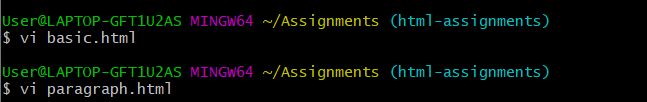 User@LAPTOP-GFT1U2AS MINGW64 ~/Assignments (html-assignments)
$ vi basic.html
User@LAPTOP-GFT1U2AS MINGW64 ~/Assignments (html-assignments)
$ vi paragraph.html